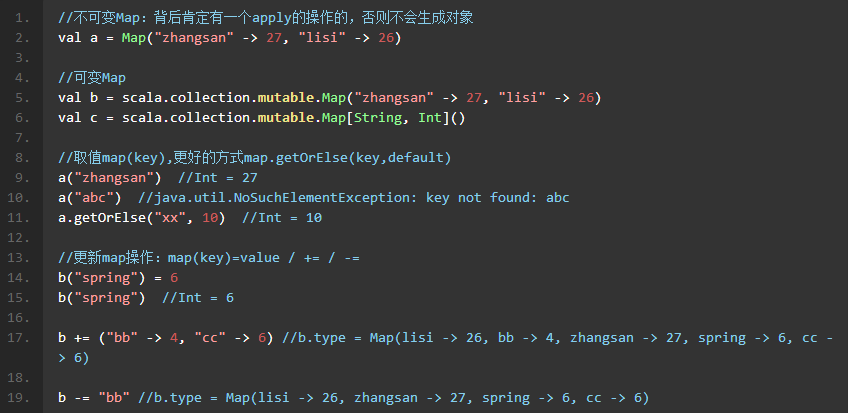 1. //不可变Map：背后肯定有一个apply的操作的，否则不会生成对象
2. val a = Map("zhangsan" -> 27, "lisi" -> 26)
3.
4. //可变Map
5. val b = scala.collection.mutable.Map("zhangsan" -> 27, "lisi" -> 26)
6. val c = scala.collection.mutable.Map[String, Int]()
7.
8. //取值map(key),更好的方式map.getOrElse(key,default)
9. a("zhangsan")  //Int = 27
10. a("abc")  //java.util.NoSuchElementException: key not found: abc
11. a.getOrElse("xx", 10)  //Int = 10
12.
13. //更新map操作：map(key)=value / += / -=
14. b("spring") = 6
15. b("spring")  //Int = 6
16.
17. b += ("bb" -> 4, "cc" -> 6) //b.type = Map(lisi -> 26, bb -> 4, zhangsan -> 27, spring -> 6, cc -
> 6)
18.
19. b -= "bb" //b.type = Map(lisi -> 26, zhangsan -> 27, spring -> 6, cc -> 6)